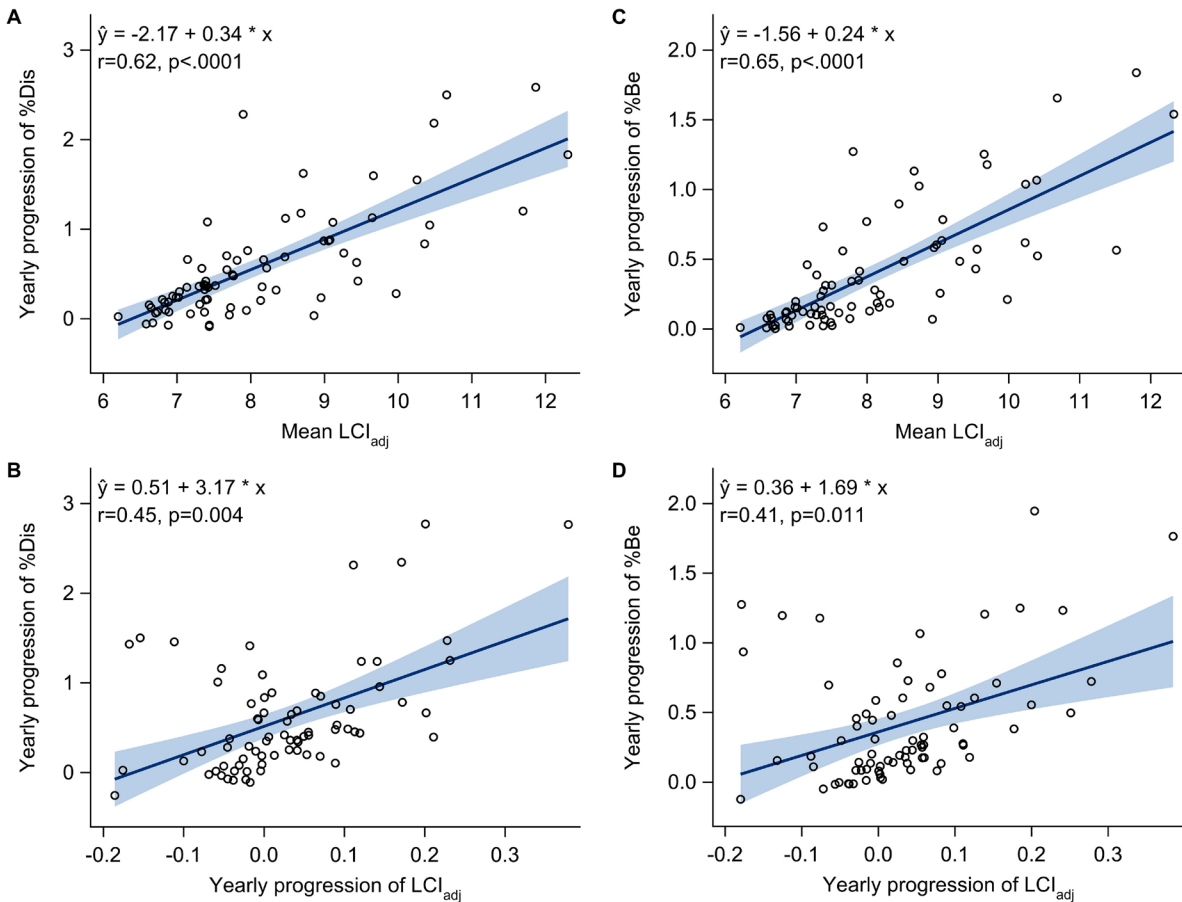 A
ŷ = -2.17 + 0.34 * x
r=0.62, p<.0001
Yearly progression of %Dis
3
2
1
0
6 7 8 9 10 11 12
Mean LCIadj
C
ŷ = -1.56 + 0.24 * x
r=0.65, p<.0001
Yearly progression of %Be
2.0
1.5
1.0
0.5
0.0
6 7 8 9 10 11 12
Mean LCIadj
B
ŷ = 0.51 + 3.17 * x
r=0.45, p=0.004
Yearly progression of %Dis
3
2
1
0
-0.2 -0.1 0.0 0.1 0.2 0.3
Yearly progression of LCIadj
D
ŷ = 0.36 + 1.69 * x
r=0.41, p=0.011
Yearly progression of %Be
2.0
1.5
1.0
0.5
0.0
-0.2 -0.1 0.0 0.1 0.2 0.3
Yearly progression of LCIadj